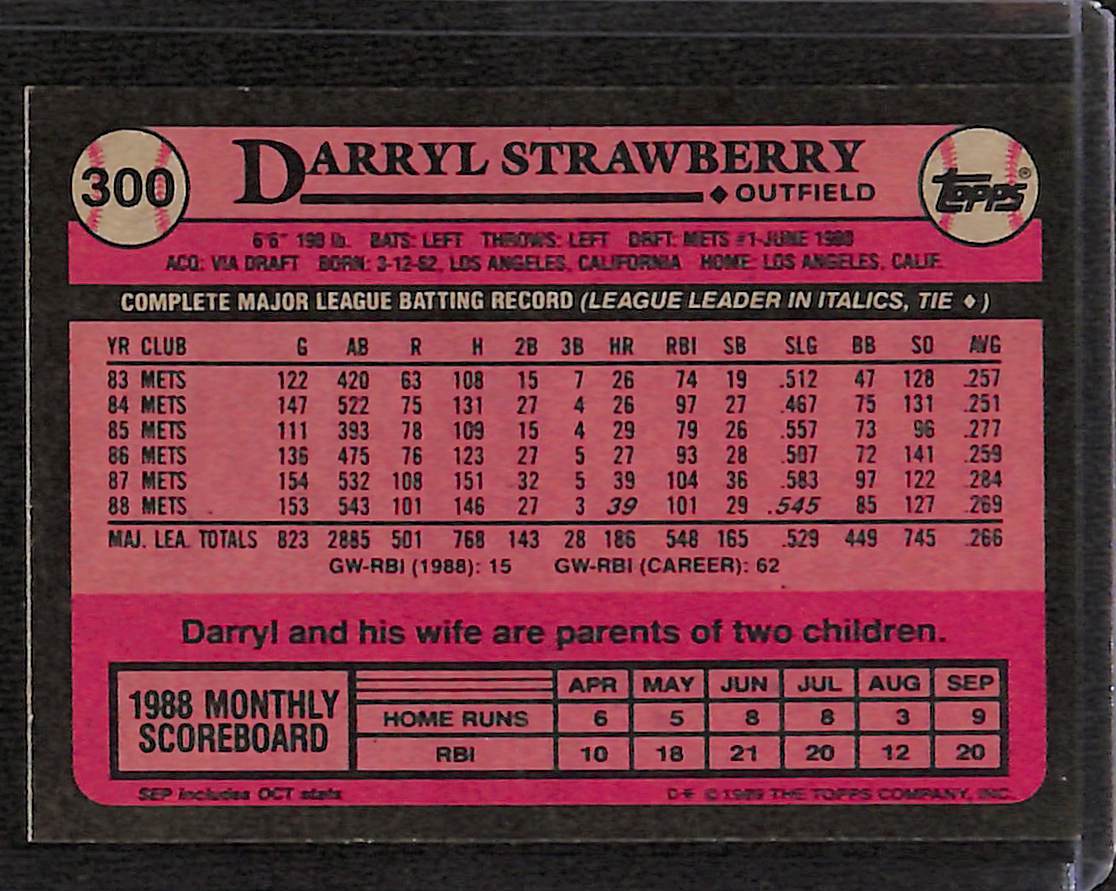 300
DARRYL STRAWBERRY
♦ OUTFIELD
TOPPS®
6'6" 190 lb. BATS: LEFT THROWS: LEFT DRFT: METS #1-JUNE 1980
ACQ: VIA DRAFT BORN: 3-12-62, LOS ANGELES, CALIFORNIA HOME: LOS ANGELES, CALIF.
COMPLETE MAJOR LEAGUE BATTING RECORD (LEAGUE LEADER IN ITALICS, TIE ♦)
YR CLUB G AB R H 2B 3B HR RBI SB SLG BB SO AVG
83 METS 122 420 63 108 15 7 26 74 19 .512 47 128 .257
84 METS 147 522 75 131 27 4 26 97 27 .467 75 131 .251
85 METS 111 393 78 109 15 4 29 79 26 .557 73 96 .277
86 METS 136 475 76 123 27 5 27 93 28 .507 72 141 .259
87 METS 154 532 108 151 32 5 39 104 36 .583 97 122 .284
88 METS 153 543 101 146 27 3 39 101 29 .545 85 127 .269
MAJ. LEA. TOTALS 823 2885 501 768 143 28 186 548 165 .529 449 745 .266
GW-RBI (1988): 15 GW-RBI (CAREER): 62
Darryl and his wife are parents of two children.
1988 MONTHLY
SCOREBOARD
APR MAY JUN JUL AUG SEP
HOME RUNS 6 5 8 8 3 9
RBI 10 18 21 20 12 20
SEP includes OCT stats
© 1989 THE TOPPS COMPANY, INC.